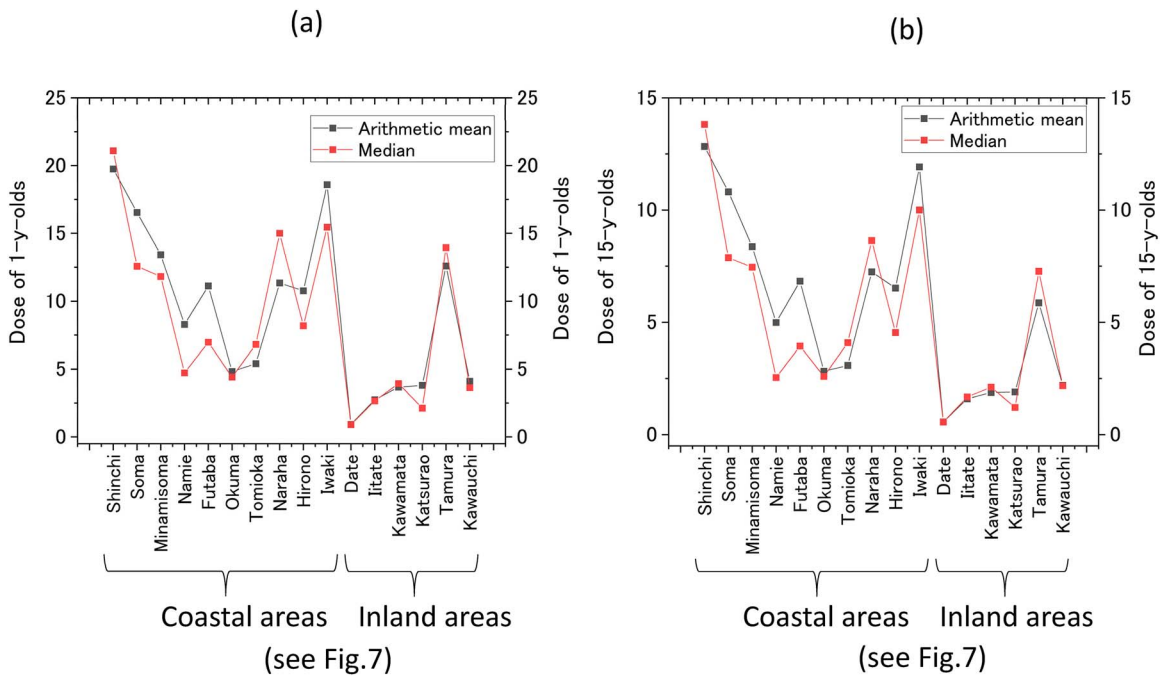 (a)
25
20
15
10
5
0
Dose of 1-y-olds
Arithmetic mean
Median
25
20
15
10
5
0
Dose of 1-y-olds
Shinchi
Soma
Minamisoma
Namie
Futaba
Okuma
Tomioka
Naraha
Hirono
Iwaki
Date
Iitate
Kawamata
Katsurao
Tamura
Kawauchi
Coastal areas
Inland areas
(see Fig.7)
(b)
15
10
5
0
Dose of 15-y-olds
Arithmetic mean
Median
15
10
5
0
Dose of 15-y-olds
Shinchi
Soma
Minamisoma
Namie
Futaba
Okuma
Tomioka
Naraha
Hirono
Iwaki
Date
Iitate
Kawamata
Katsurao
Tamura
Kawauchi
Coastal areas
Inland areas
(see Fig.7)